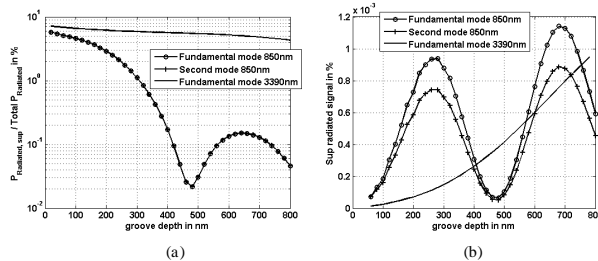 10^1
10^0
10^-1
10^-2
P_Radiated, sup / Total P_Radiated in %
Fundamental mode 850nm
Second mode 850nm
Fundamental mode 3390nm
0 100 200 300 400 500 600 700 800
groove depth in nm
(a)
1.2 x 10^-3
1
0.8
0.6
0.4
0.2
0
Sup radiated signal in %
Fundamental mode 850nm
Second mode 850nm
Fundamental mode 3390nm
0 100 200 300 400 500 600 700 80
groove depth in nm
(b)